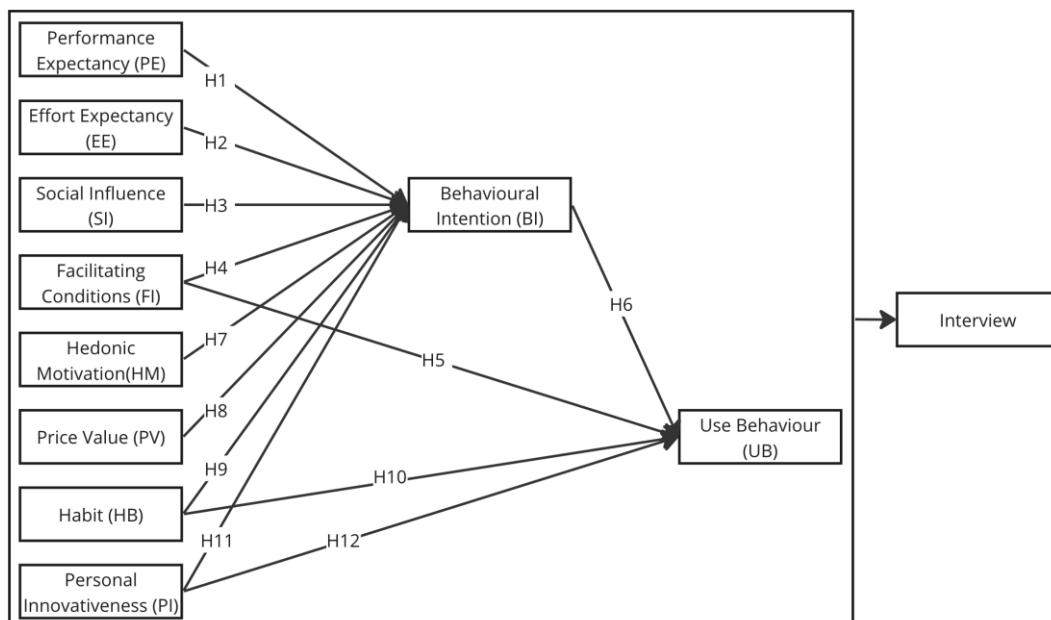 Performance
Expectancy (PE)
H1
Effort Expectancy
(EE)
H2
Social Influence
(SI)
H3
Behavioural
Intention (BI)
Facilitating
Conditions (FI)
H4
H6
Interview
Hedonic
Motivation(HM)
H7
H5
Price Value (PV)
H8
Use Behaviour
(UB)
H9
H10
Habit (HB)
H11
H12
Personal
Innovativeness (PI)